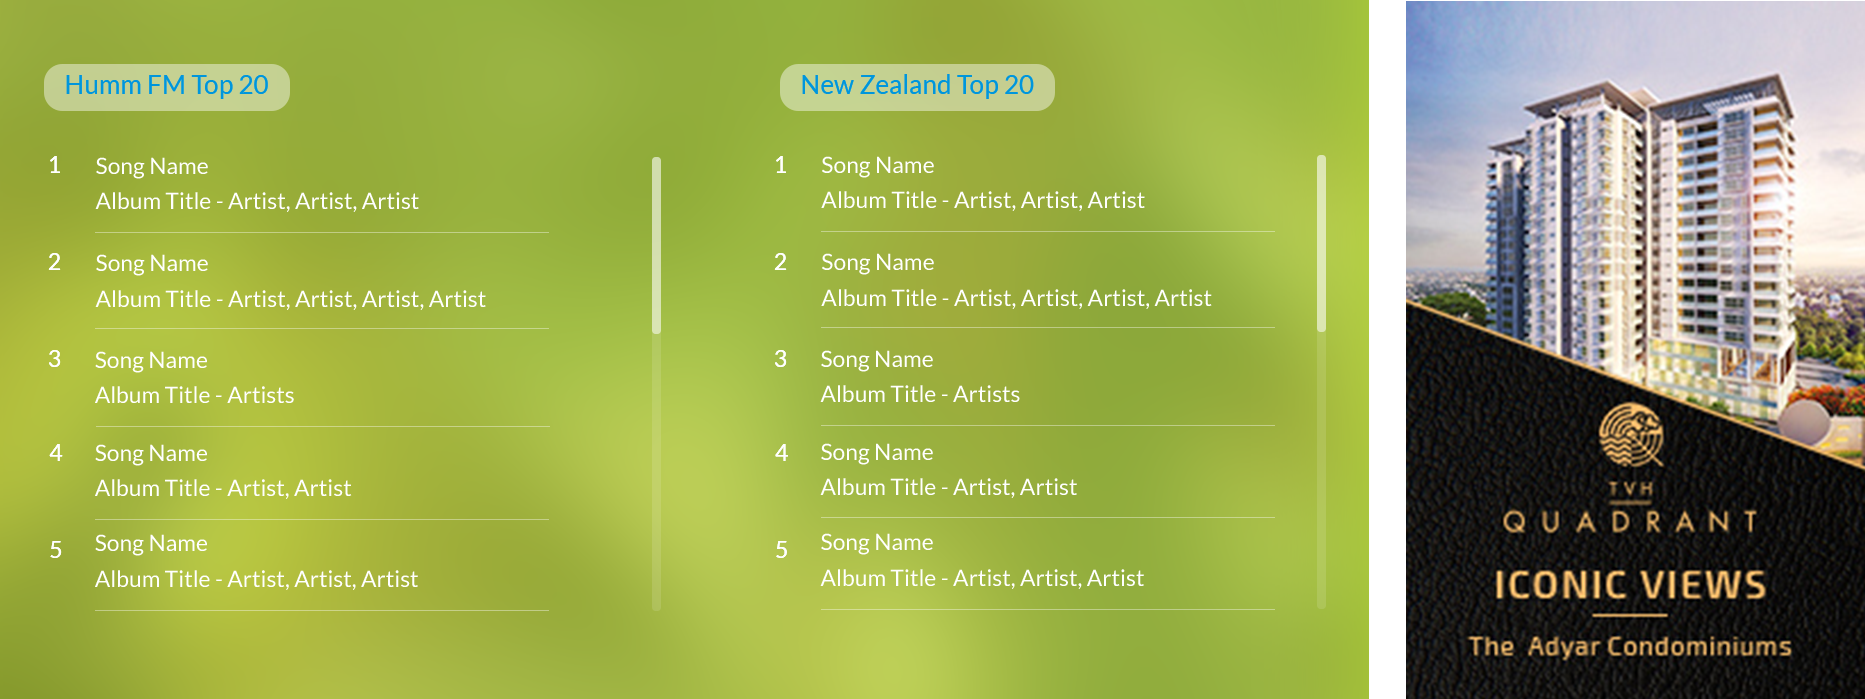 Humm FM Top 20
1
Song Name
Album Title - Artist, Artist, Artist
2
Song Name
Album Title - Artist, Artist, Artist, Artist
3
Song Name
Album Title - Artists
4
Song Name
Album Title - Artist, Artist
5
Song Name
Album Title - Artist, Artist, Artist
New Zealand Top 20
1
Song Name
Album Title - Artist, Artist, Artist
2
Song Name
Album Title - Artist, Artist, Artist, Artist
3
Song Name
Album Title - Artists
4
Song Name
Album Title - Artist, Artist
5
Song Name
Album Title - Artist, Artist, Artist
TVH
QUADRANT
ICONIC VIEWS
The Adyar Condominiums